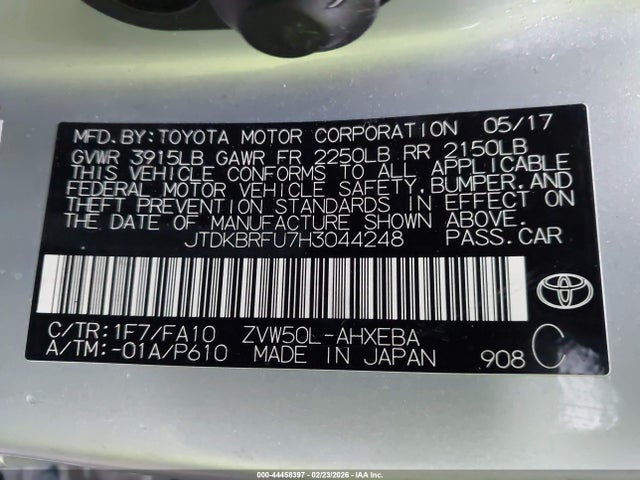 MFD.BY:TOYOTA MOTOR CORPORATION 05/17
GVWR 3915LB GAWR FR 2250LB RR 2150LB
THIS VEHICLE CONFORMS TO ALL APPLICABLE
FEDERAL MOTOR VEHICLE SAFETY,BUMPER,AND
THEFT PREVENTION STANDARDS IN EFFECT ON
THE DATE OF MANUFACTURE SHOWN ABOVE.
JTDKBRFU7H3044248 PASS.CAR
C/TR:1F7/FA10 ZVW50L-AHXEBA
A/TM:-01A/P610 MADE IN JAPAN 908 C
000-44458397 - 02/23/2026 - IAA Inc.